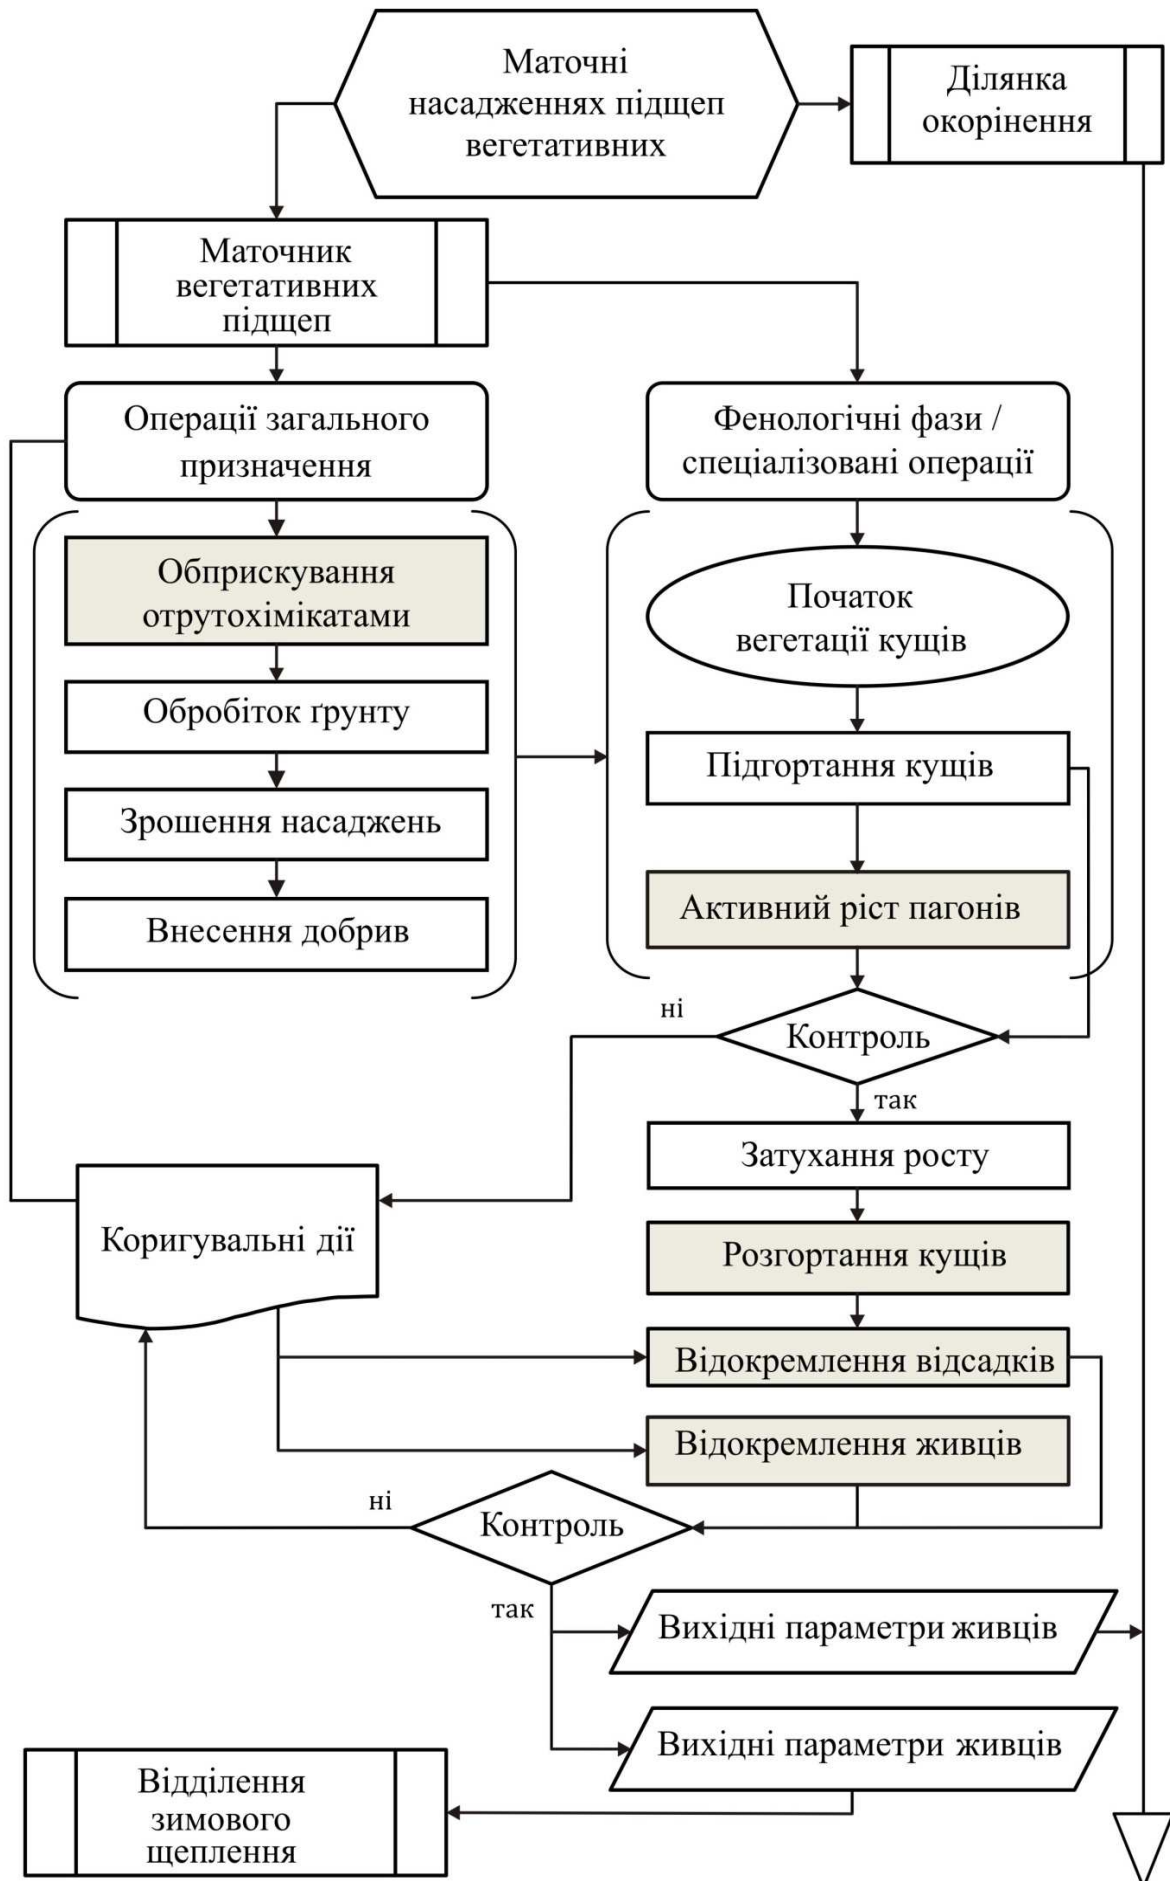 Маточні
насадженнях підщеп
вегетативних
Ділянка
окорінення
Маточник
вегетативних
підщеп
Операції загального
призначення
Фенологічні фази /
спеціалізовані операції
Обприскування
отрутохімікатами
Початок
вегетації кущів
Обробіток ґрунту
Підгортання кущів
Зрошення насаджень
Активний ріст пагонів
Внесення добрив
ні
Контроль
так
Затухання росту
Коригувальні дії
Розгортання кущів
Відокремлення відсадків
Відокремлення живців
ні
Контроль
так
Вихідні параметри живців
Вихідні параметри живців
Відділення
зимового
щеплення